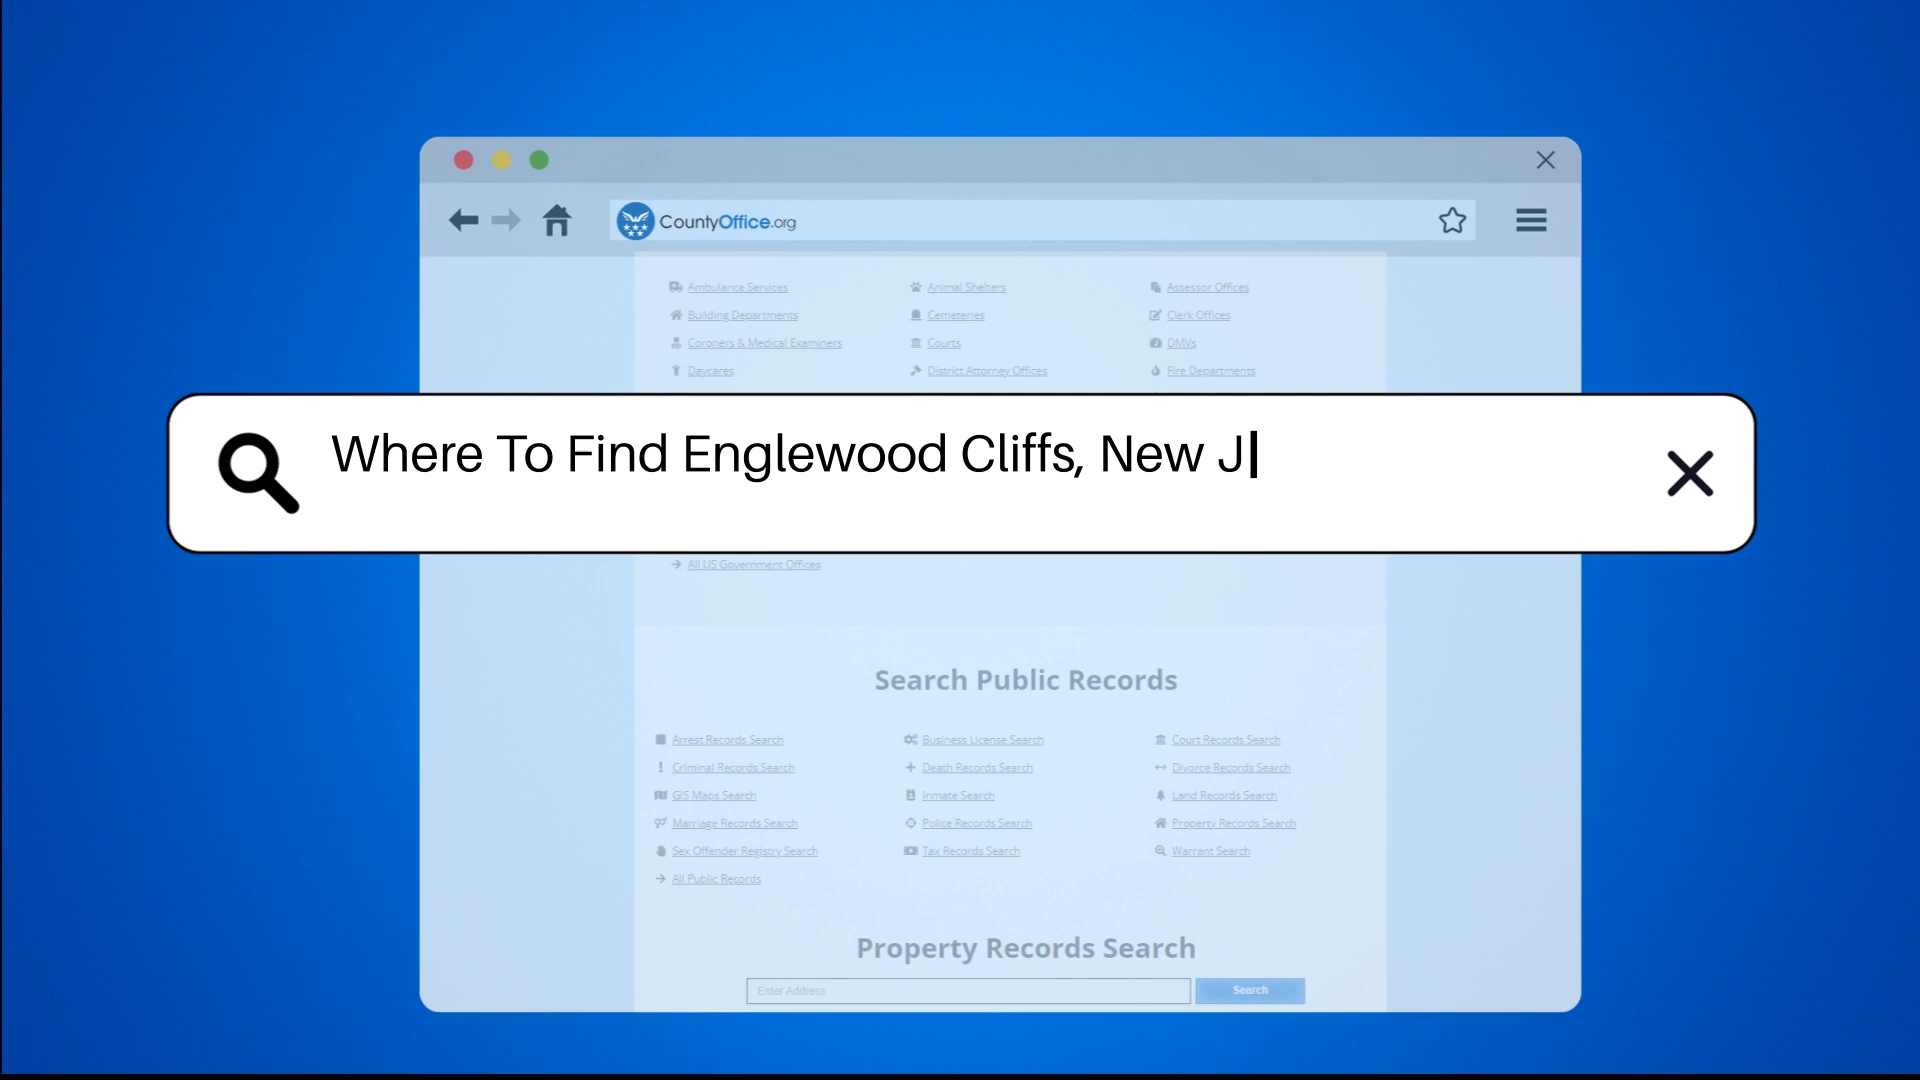 CountyOffice.org
Ambulance Services Animal Shelters Assessor Offices
Building Departments Cemeteries Clerk Offices
Coroners & Medical Examiners Courts DMVs
Daycares District Attorney Offices Fire Departments
Where To Find Englewood Cliffs, New J
All US Government Offices
Search Public Records
Arrest Records Search Business License Search Court Records Search
Criminal Records Search Death Records Search Divorce Records Search
GIS Maps Search Inmate Search Land Records Search
Marriage Records Search Police Records Search Property Records Search
Sex Offender Registry Search Tax Records Search Warrant Search
All Public Records
Property Records Search
Enter Address Search